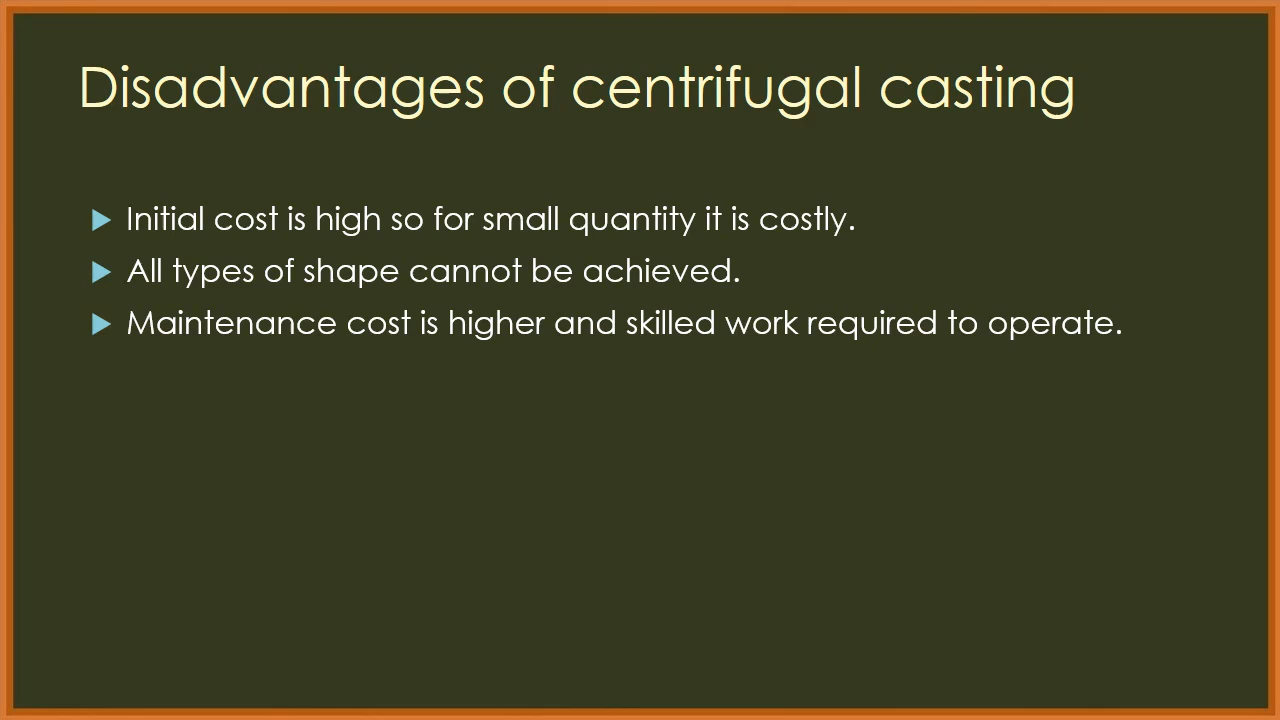 Disadvantages of centrifugal casting
Initial cost is high so for small quantity it is costly.
All types of shape cannot be achieved.
Maintenance cost is higher and skilled work required to operate.